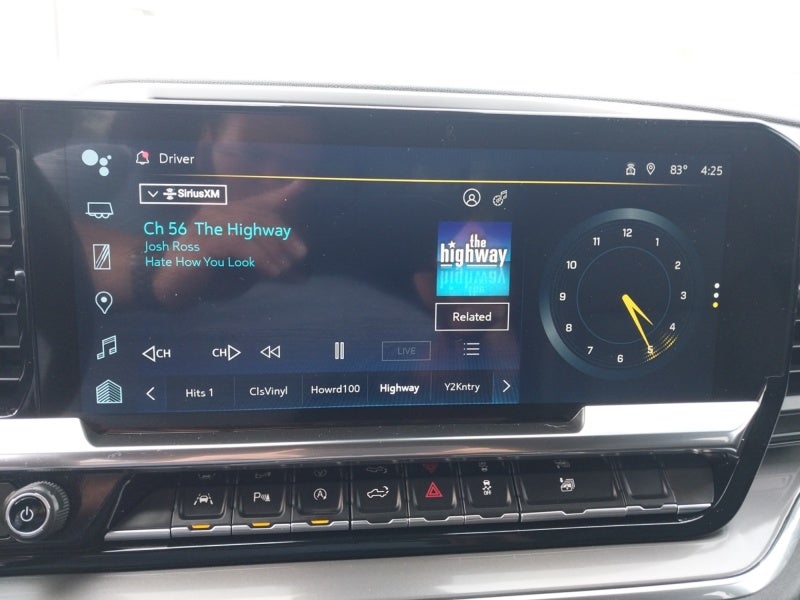 Driver
83° 4:25
SiriusXM
Ch 56 The Highway
Josh Ross
Hate How You Look
the
highway
Related
CH
CH
LIVE
Hits 1
ClsVinyl
Howrd100
Highway
Y2Kntry
12
1
2
3
4
5
6
7
8
9
10
11
P
A
OFF